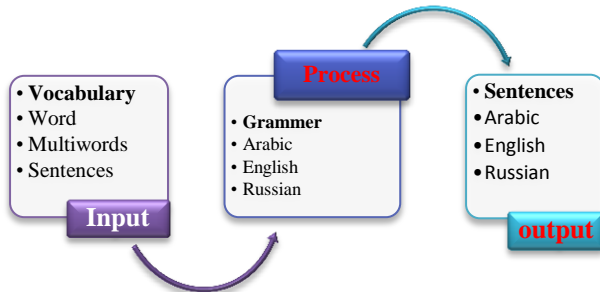 • Vocabulary
• Word
• Multiwords
• Sentences
Input
Process
• Grammer
• Arabic
• English
• Russian
• Sentences
• Arabic
• English
• Russian
output